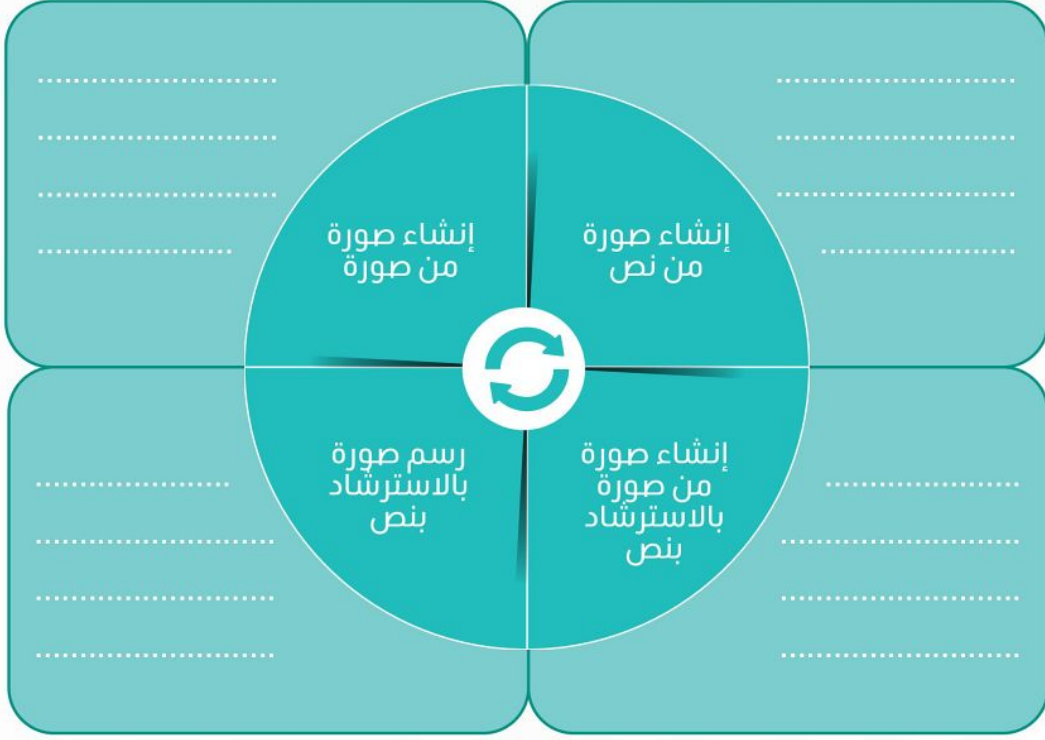 إنشاء صورة
من نص
إنشاء صورة
من صورة
إنشاء صورة
من صورة
بالاسترشاد
بنص
رسم صورة
بالاسترشاد
بنص